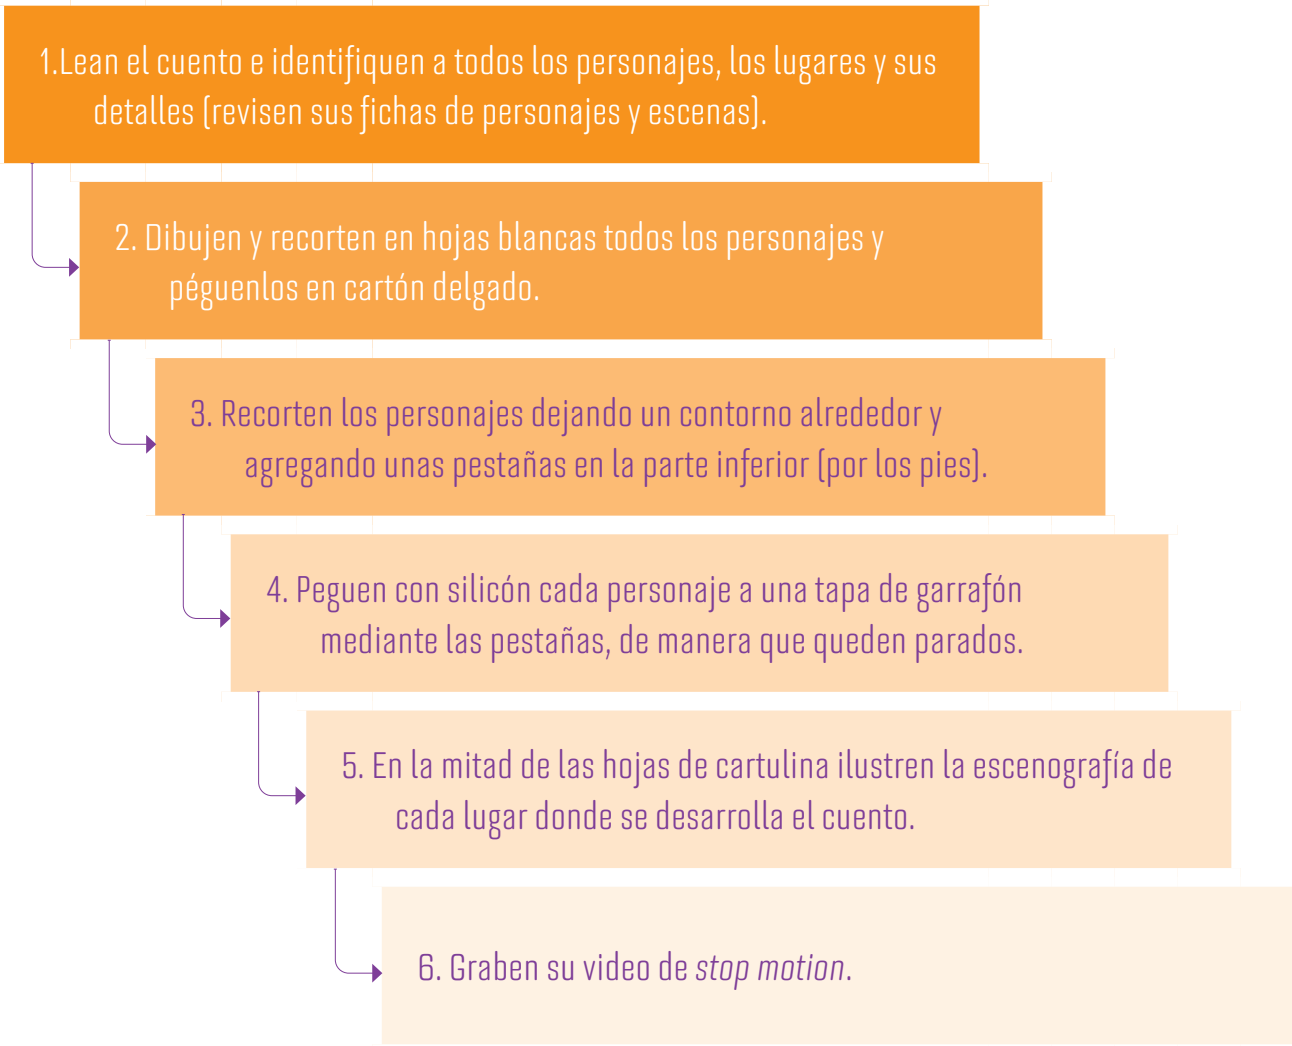 1.Lean el cuento e identifiquen a todos los personajes, los lugares y sus
detalles (revisen sus fichas de personajes y escenas).
2. Dibujen y recorten en hojas blancas todos los personajes y
péguenlos en cartón delgado.
3. Recorten los personajes dejando un contorno alrededor y
agregando unas pestañas en la parte inferior (por los pies).
4. Peguen con silicón cada personaje a una tapa de garrafón
mediante las pestañas, de manera que queden parados.
5. En la mitad de las hojas de cartulina ilustren la escenografía de
cada lugar donde se desarrolla el cuento.
6. Graben su video de stop motion.